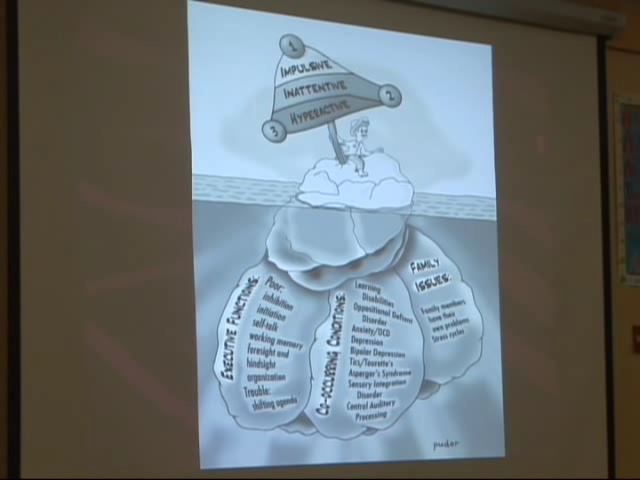 1
IMPULSIVE
INATTENTIVE
2
HYPERACTIVE
3
EXECUTIVE FUNCTIONS:
Poor:
inhibition
initiation
self-talk
working memory
foresight and
hindsight
organization
Trouble:
shifting agenda
CO-OCCURING CONDITIONS:
Learning
Disabilities
Oppositional Defiant
Disorder
Anxiety/OCD
Depression
Bipolar Depression
Tics/Tourette's
Asperger's Syndrome
Sensory Integration
Disorder
Central Auditory
Processing
FAMILY
ISSUES:
Family members
have their
own problems
Stress cycles
puder